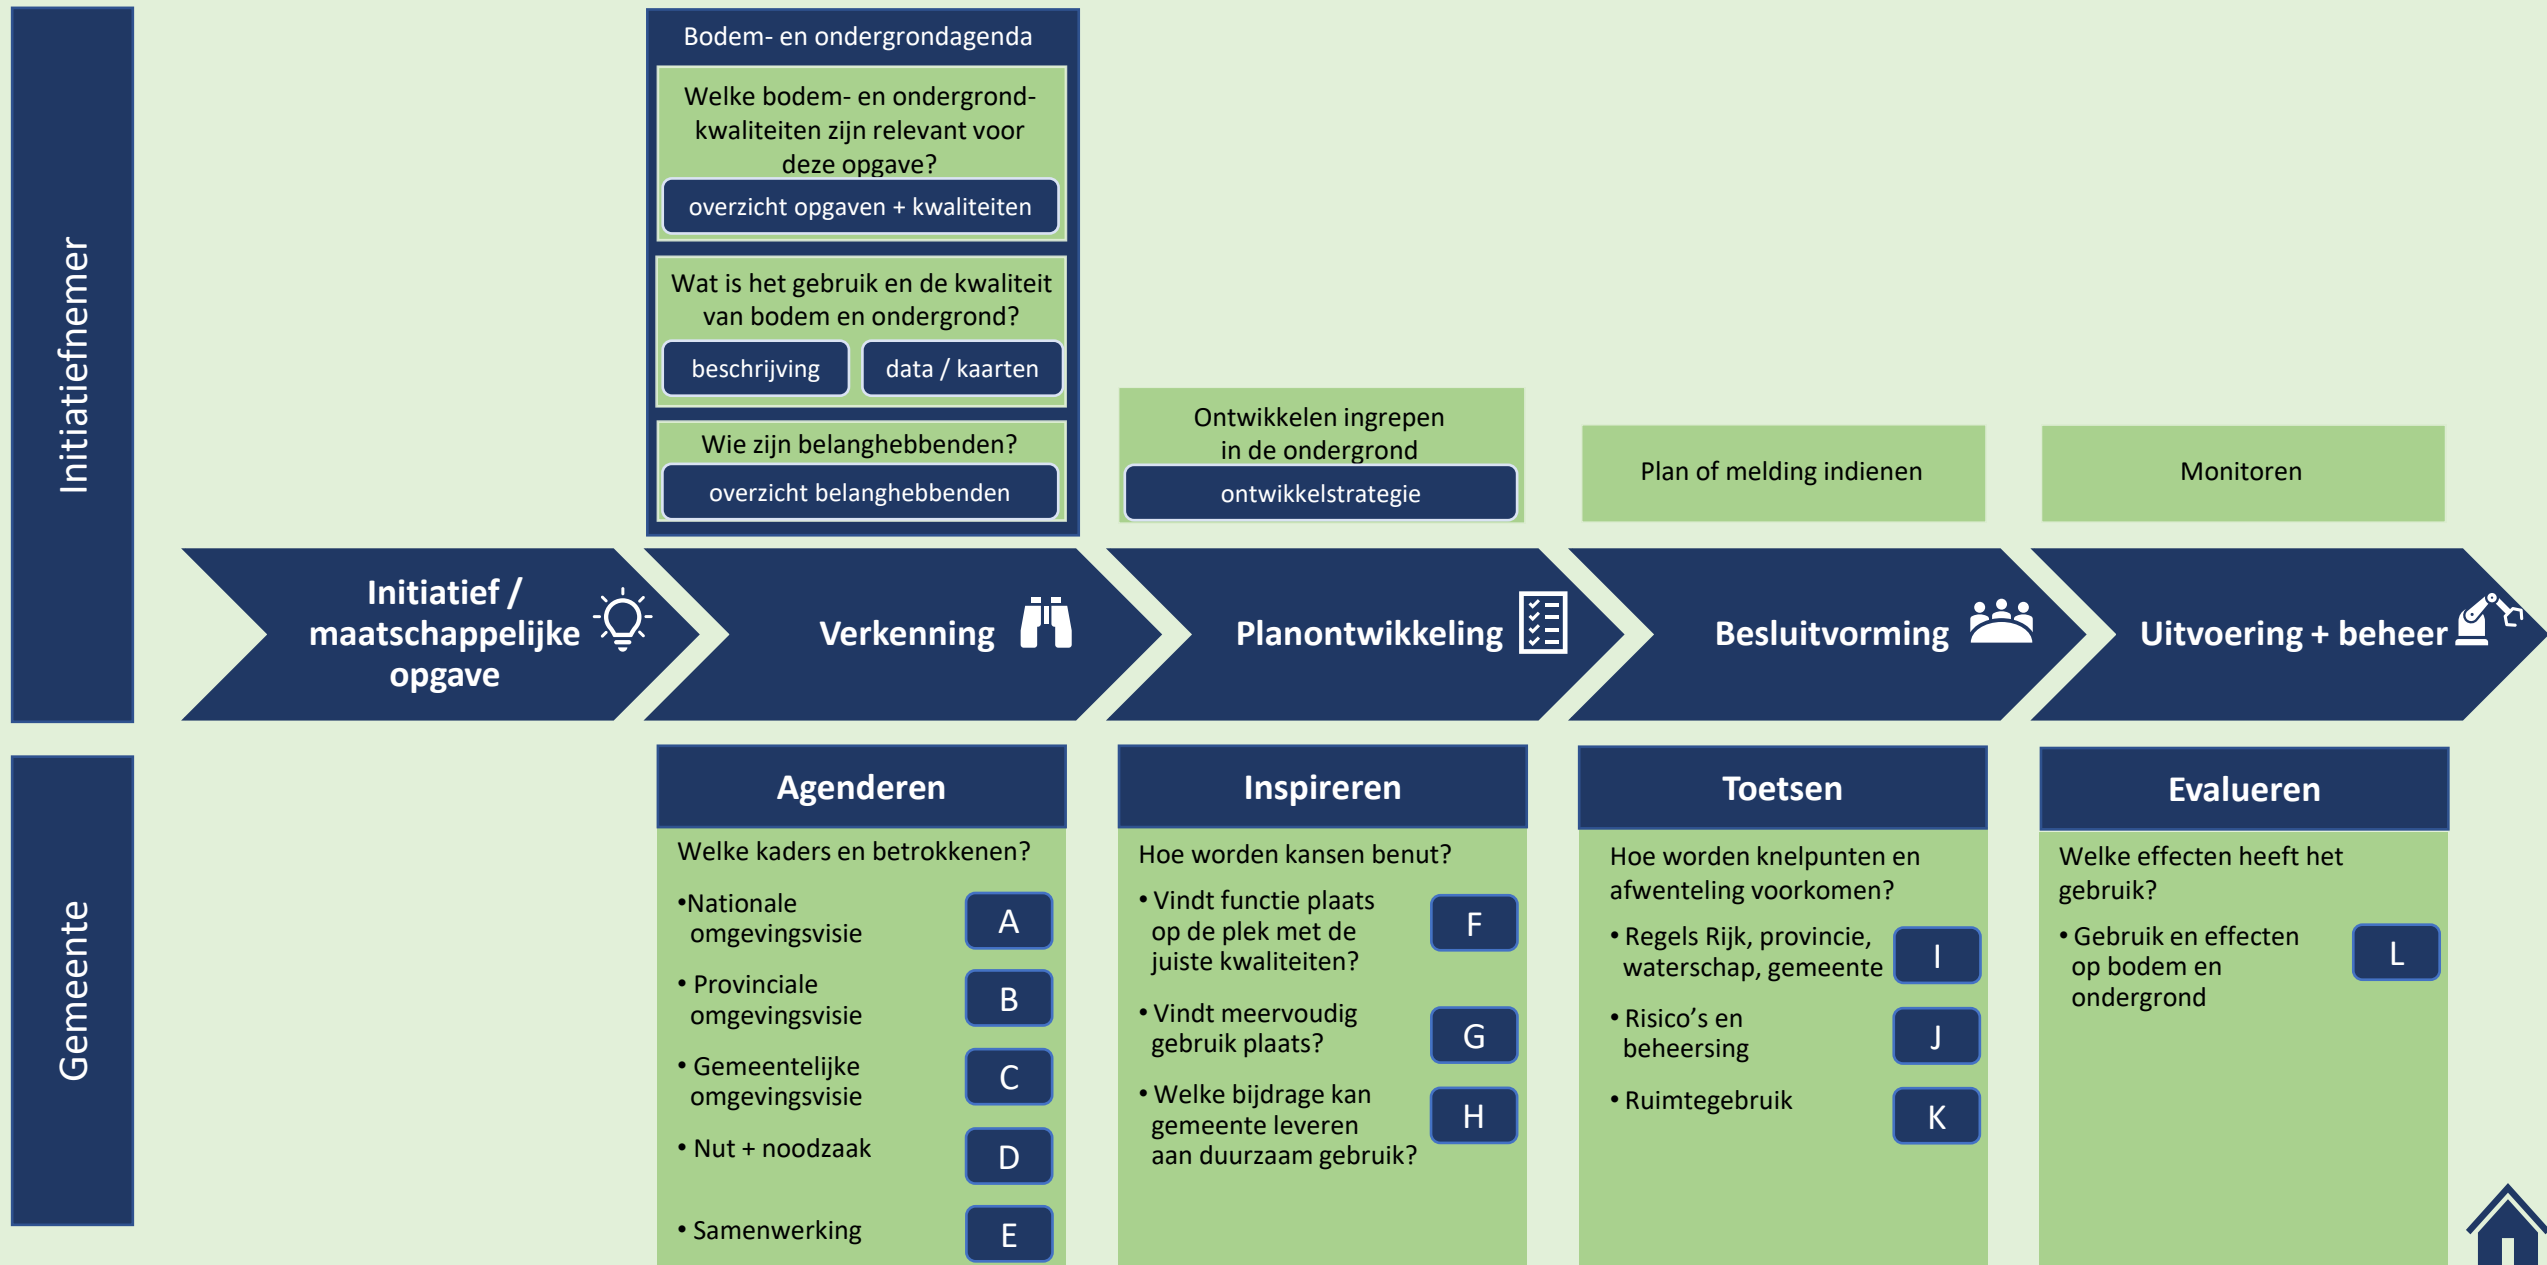 Initiatiefnemer
Bodem- en ondergrondagenda
Welke bodem- en ondergrond-
kwaliteiten zijn relevant voor
deze opgave?
overzicht opgaven + kwaliteiten
Wat is het gebruik en de kwaliteit
van bodem en ondergrond?
beschrijving
data / kaarten
Wie zijn belanghebbenden?
overzicht belanghebbenden
Ontwikkelen ingrepen
in de ondergrond
ontwikkelstrategie
Plan of melding indienen
Monitoren
Initiatief /
maatschappelijke
opgave
Verkenning
Planontwikkeling
Besluitvorming
Uitvoering + beheer
Gemeente
Agenderen
Welke kaders en betrokkenen?
•Nationale
omgevingsvisie
A
• Provinciale
omgevingsvisie
B
• Gemeentelijke
omgevingsvisie
C
• Nut + noodzaak
D
• Samenwerking
E
Inspireren
Hoe worden kansen benut?
• Vindt functie plaats
op de plek met de
juiste kwaliteiten?
F
• Vindt meervoudig
gebruik plaats?
G
• Welke bijdrage kan
gemeente leveren
aan duurzaam gebruik?
H
Toetsen
Hoe worden knelpunten en
afwenteling voorkomen?
• Regels Rijk, provincie,
waterschap, gemeente
I
• Risico’s en
beheersing
J
• Ruimtegebruik
K
Evalueren
Welke effecten heeft het
gebruik?
• Gebruik en effecten
op bodem en
ondergrond
L